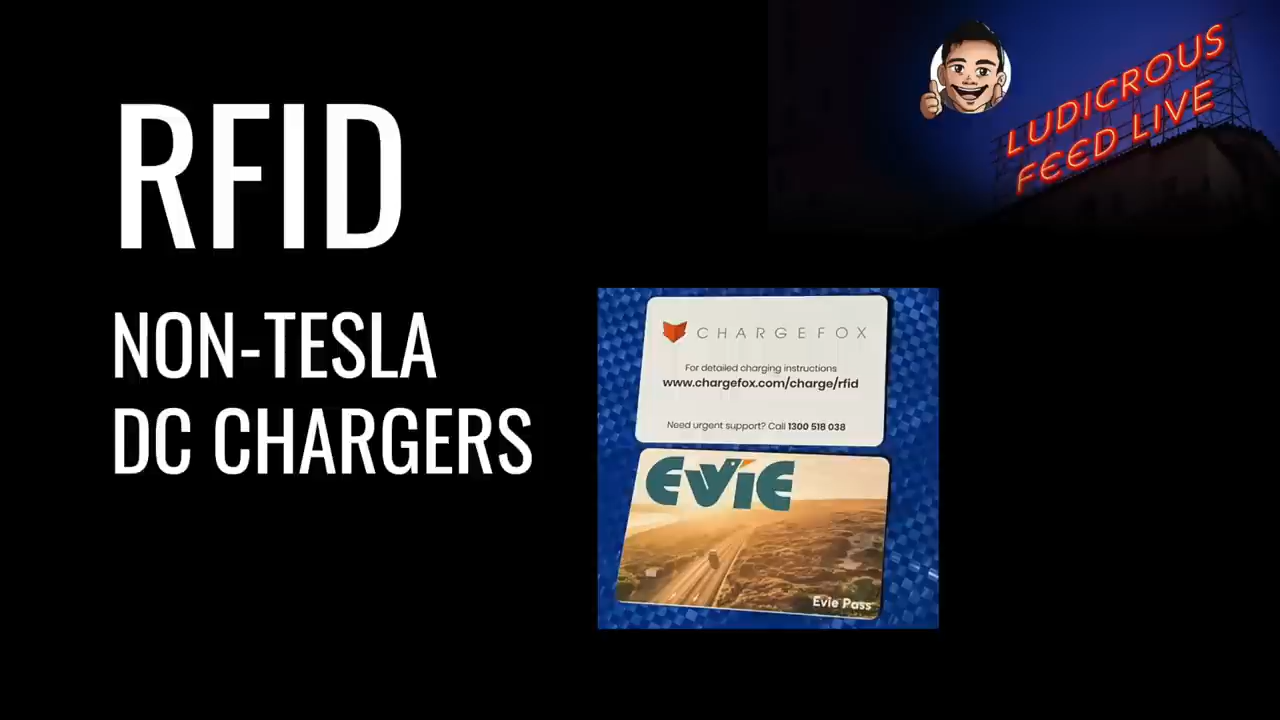 RFID
NON-TESLA
DC CHARGERS
LUDICROUS
FEED LIVE
CHARGEFOX
For detailed charging instructions
www.chargefox.com/charge/rfid
Need urgent support? Call 1300 518 038
EViE
Evie Pass